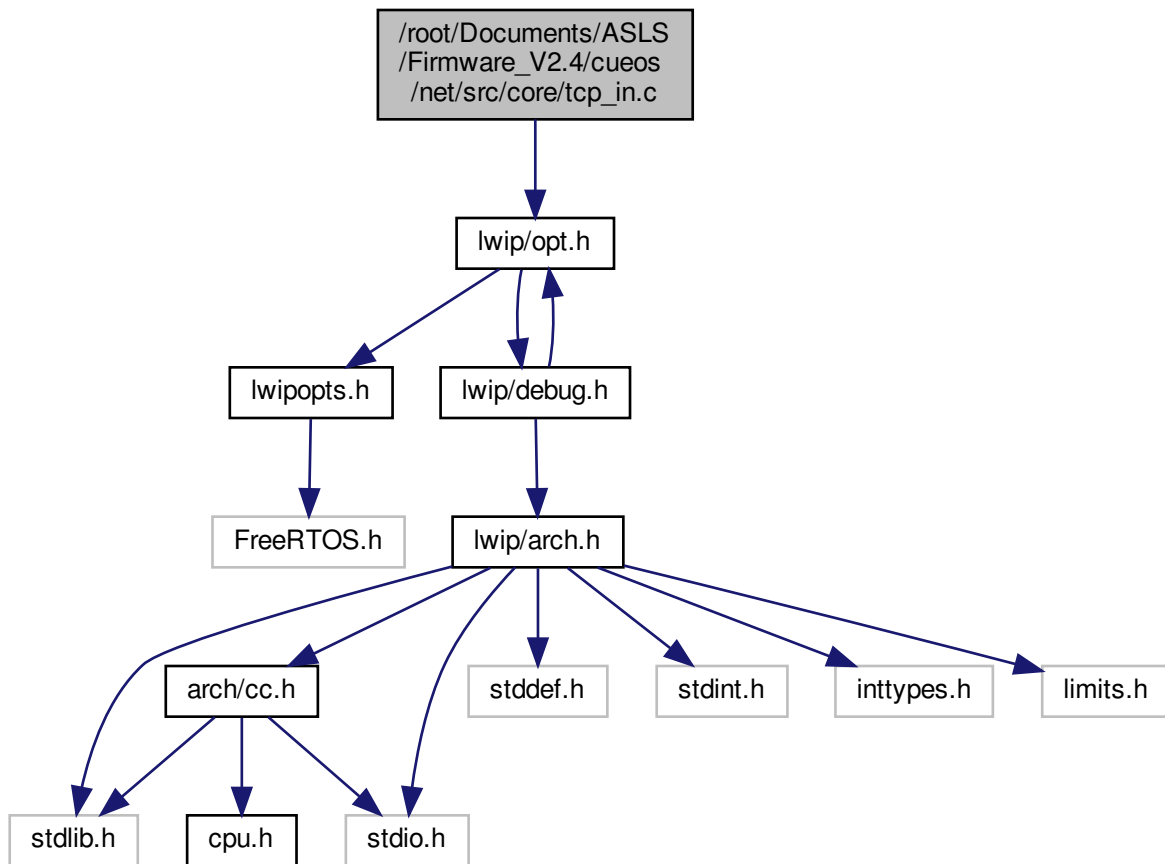 /root/Documents/ASLS
/Firmware_V2.4/cueos
/net/src/core/tcp_in.c
lwip/opt.h
lwipopts.h
lwip/debug.h
FreeRTOS.h
lwip/arch.h
arch/cc.h
stddef.h
stdint.h
inttypes.h
limits.h
stdlib.h
cpu.h
stdio.h